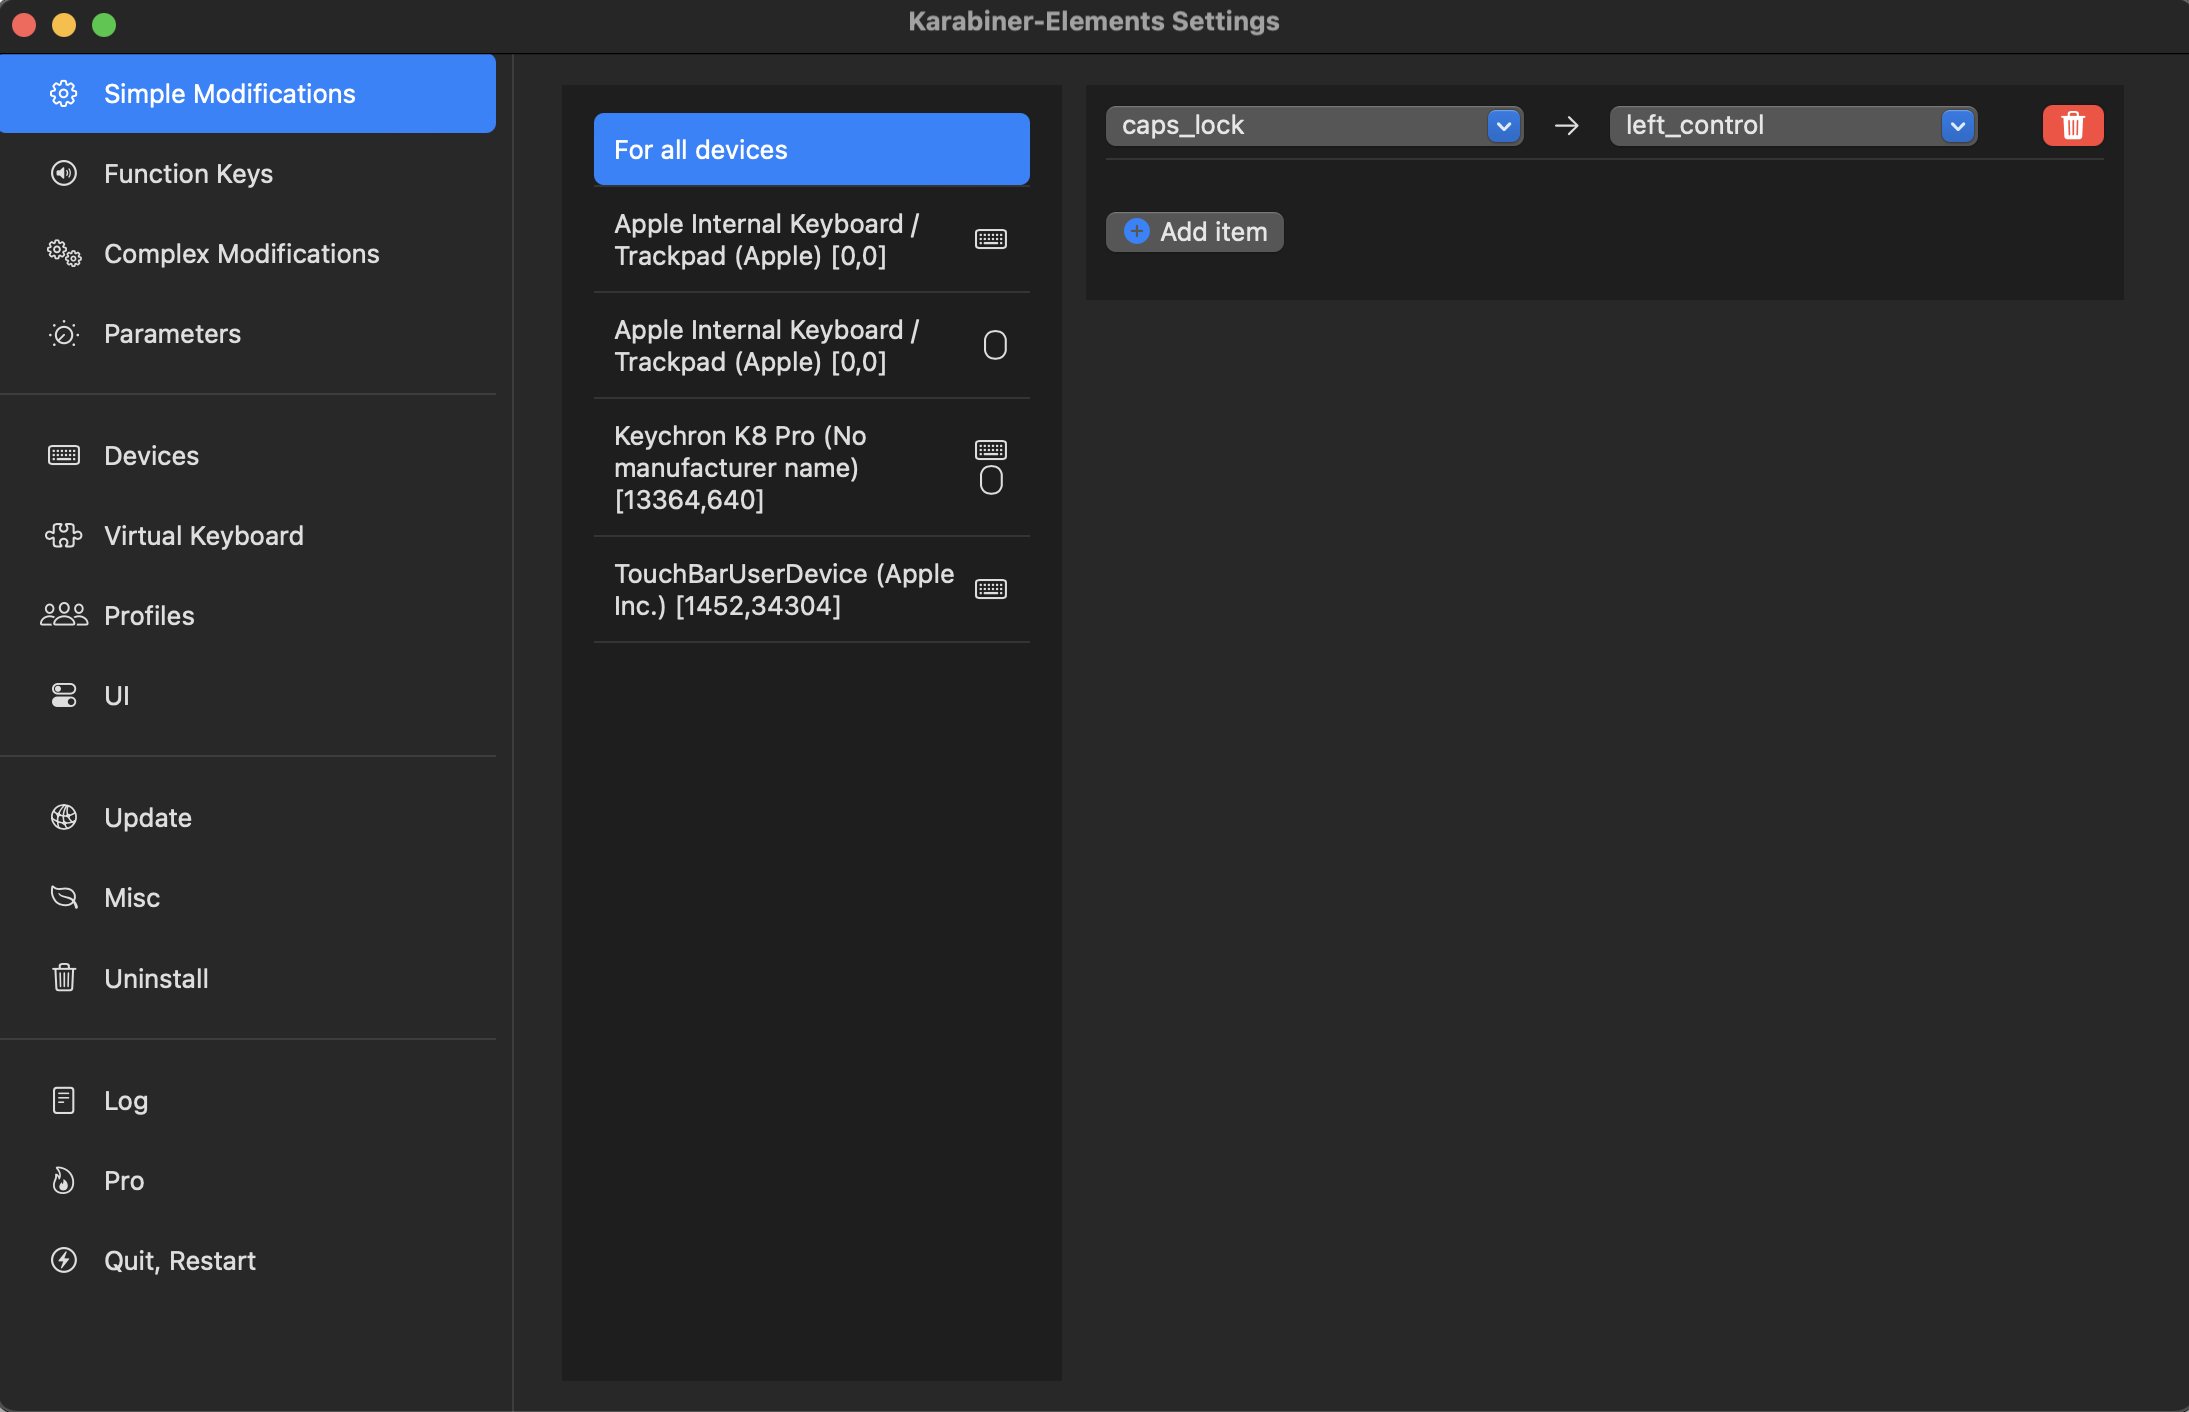 Karabiner-Elements Settings
Simple Modifications
Function Keys
Complex Modifications
Parameters
Devices
Virtual Keyboard
Profiles
UI
Update
Misc
Uninstall
Log
Pro
Quit, Restart
For all devices
Apple Internal Keyboard /
Trackpad (Apple) [0,0]
Apple Internal Keyboard /
Trackpad (Apple) [0,0]
Keychron K8 Pro (No
manufacturer name)
[13364,640]
TouchBarUserDevice (Apple
Inc.) [1452,34304]
caps_lock → left_control
Add item